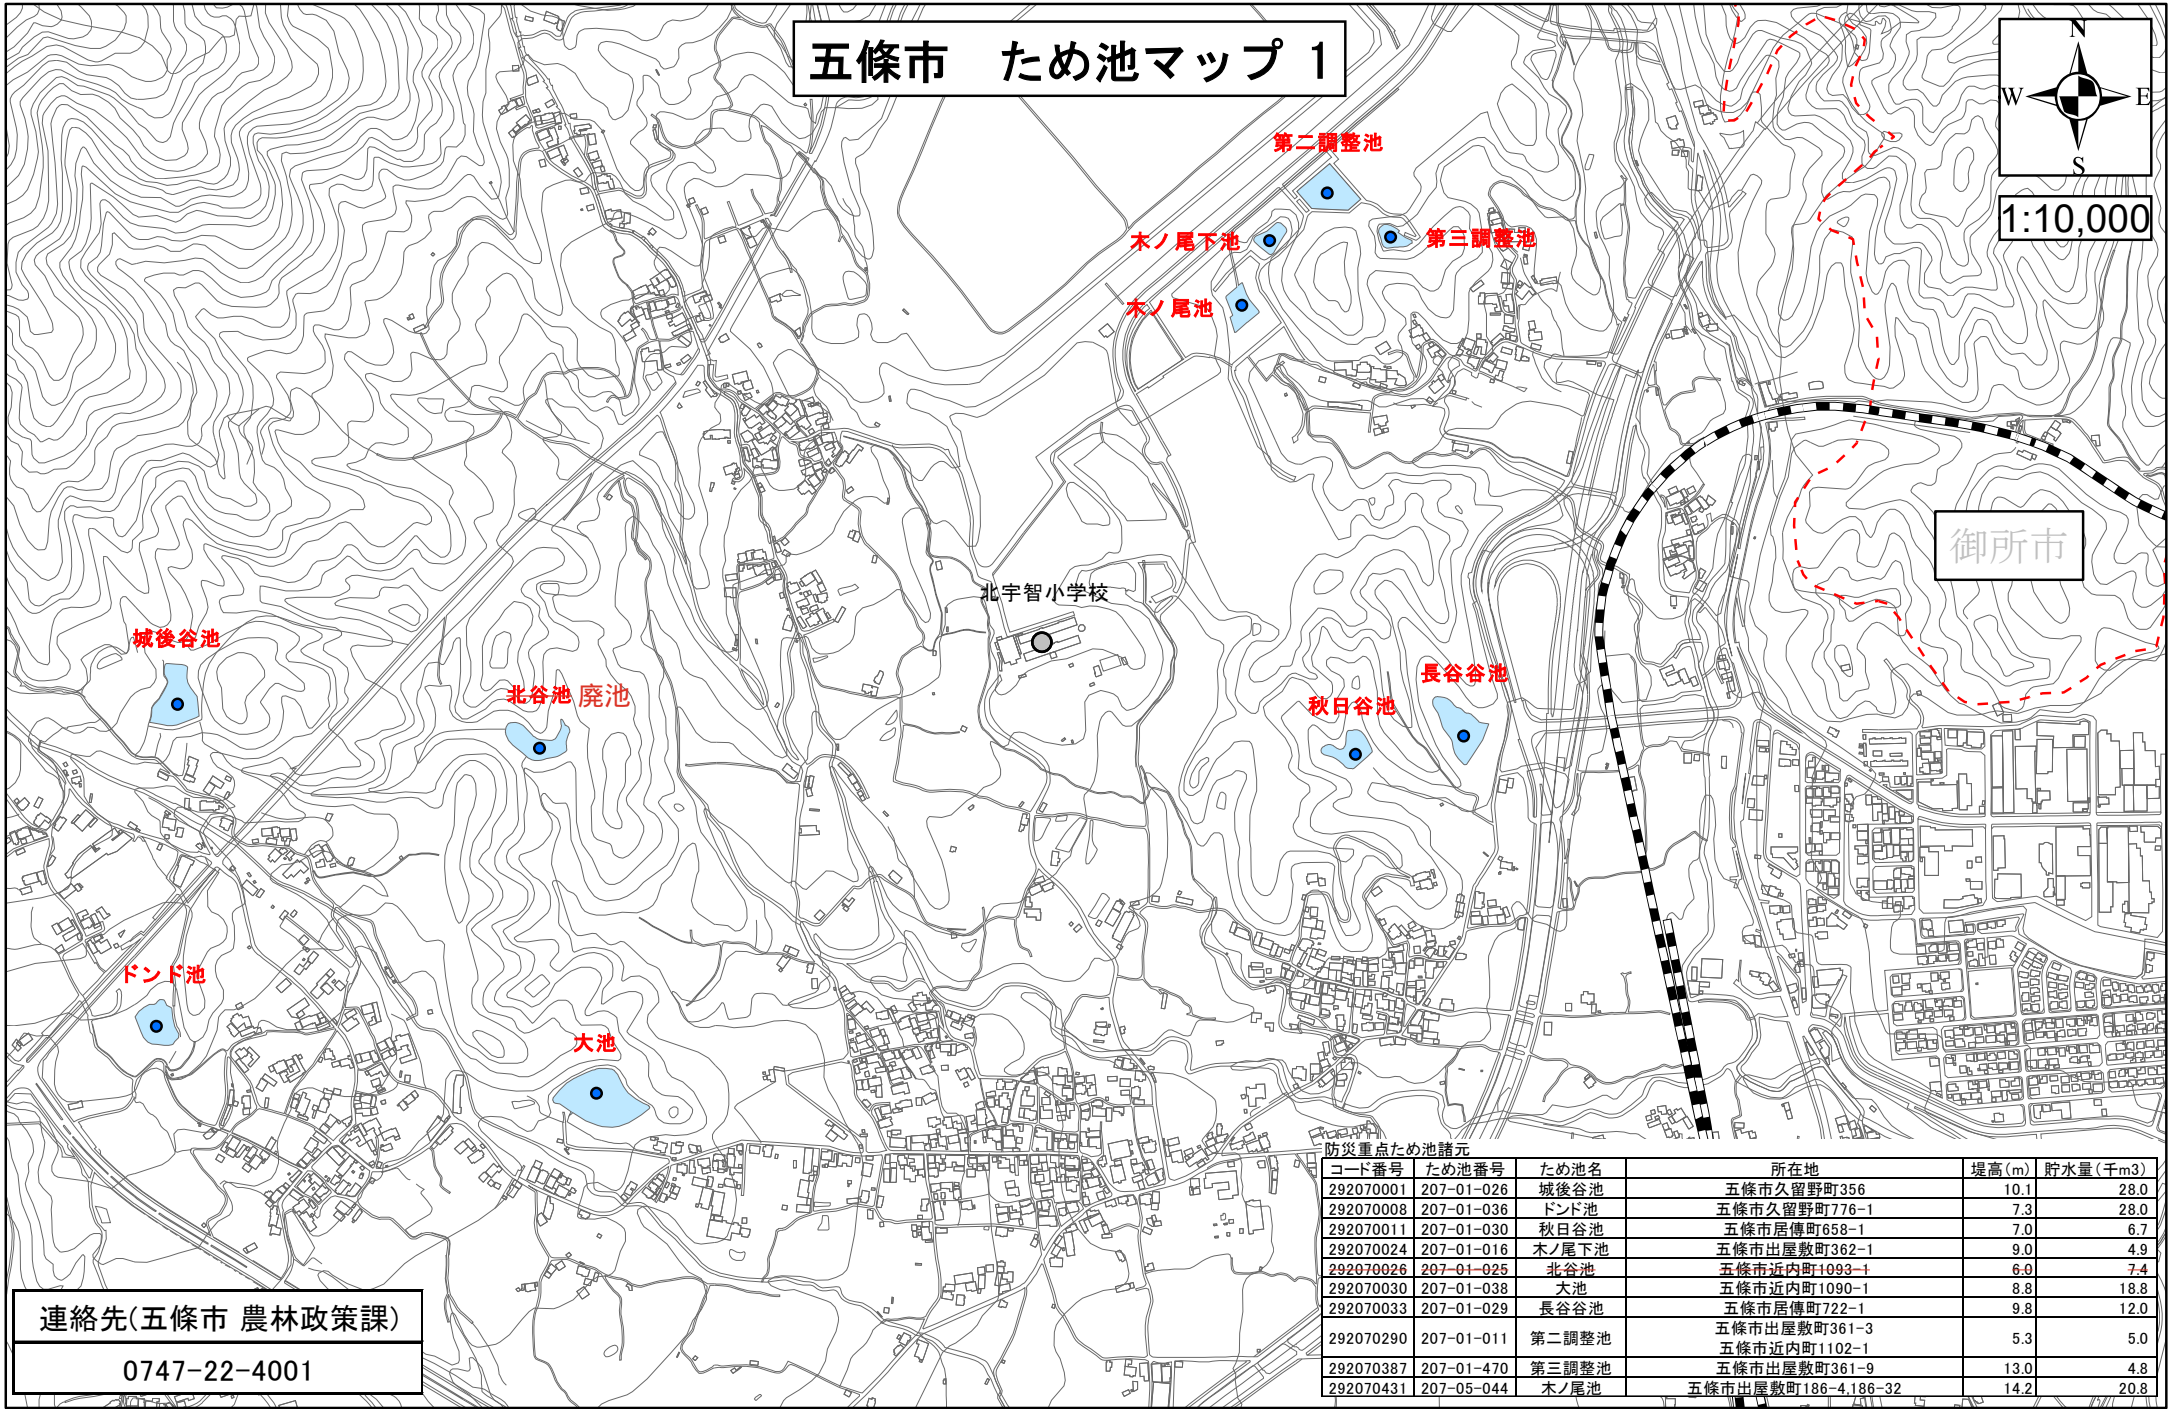 五條市　ため池マップ 1
N
W E
S
1:10,000
第二調整池
木ノ尾下池
第三調整池
木ノ尾池
御所市
北宇智小学校
城後谷池
北谷池 廃池
長谷谷池
秋日谷池
ドンド池
大池
防災重点ため池諸元
コード番号 ため池番号 ため池名 所在地 堤高(m) 貯水量(千m3)
292070001 207-01-026 城後谷池 五條市久留野町356 10.1 28.0
292070008 207-01-036 ドンド池 五條市久留野町776-1 7.3 28.0
292070011 207-01-030 秋日谷池 五條市居傳町658-1 7.0 6.7
292070024 207-01-016 木ノ尾下池 五條市出屋敷町362-1 9.0 4.9
292070026 207-01-025 北谷池 五條市近内町1093-1 6.0 7.4
292070030 207-01-038 大池 五條市近内町1090-1 8.8 18.8
292070033 207-01-029 長谷谷池 五條市居傳町722-1 9.8 12.0
292070290 207-01-011 第二調整池 五條市出屋敷町361-3 5.3 5.0
五條市近内町1102-1
292070387 207-01-470 第三調整池 五條市出屋敷町361-9 13.0 4.8
292070431 207-05-044 木ノ尾池 五條市出屋敷町186-4,186-32 14.2 20.8
連絡先(五條市 農林政策課)
0747-22-4001